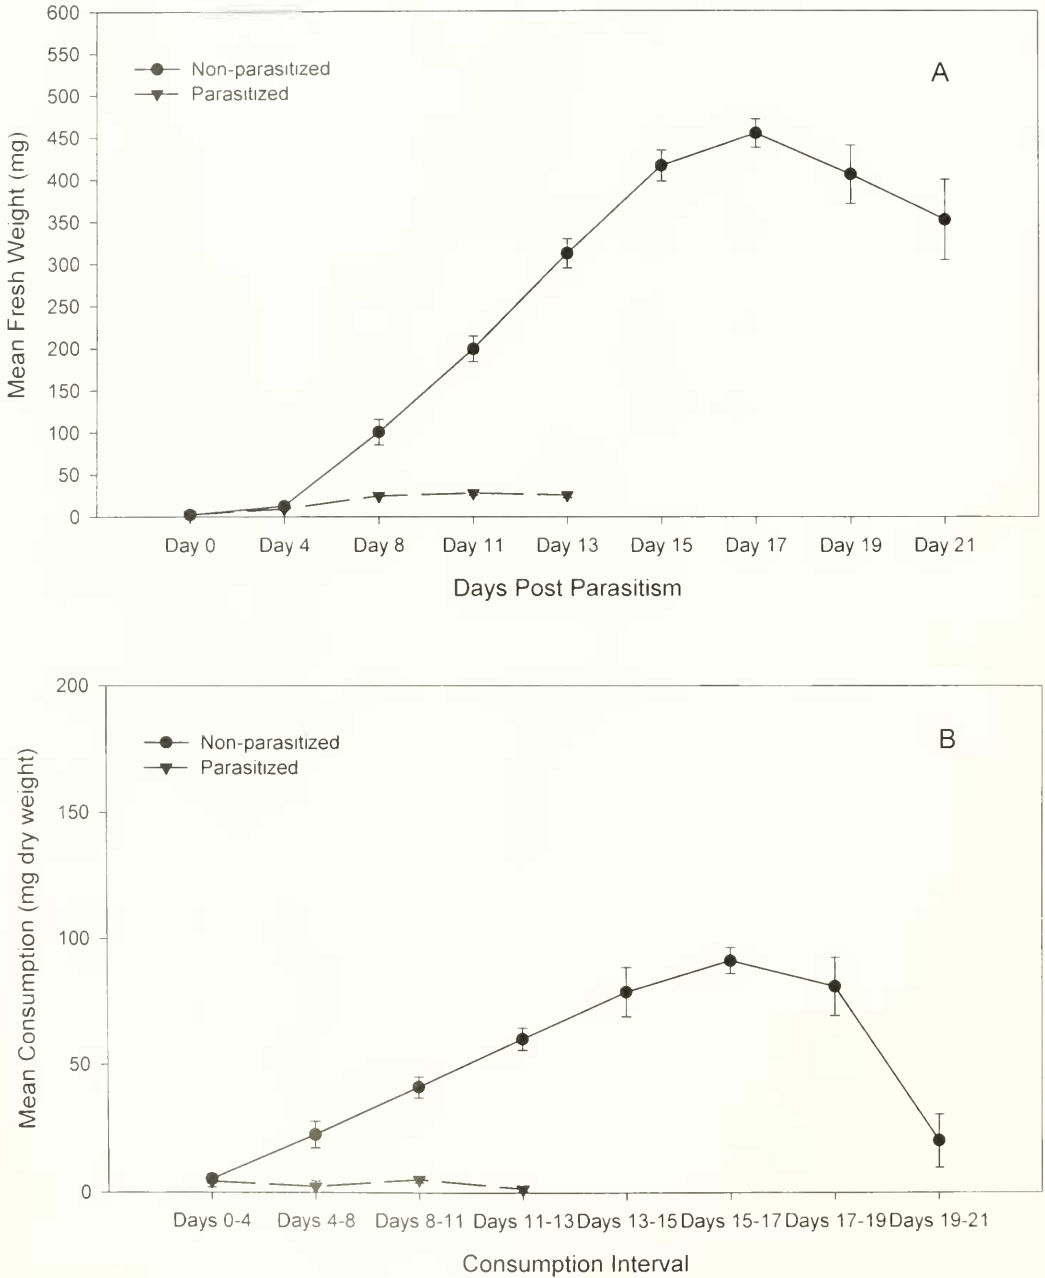 600
550
500
450
400
350
300
250
200
150
100
50
0
Mean Fresh Weight (mg)
Non-parasitized
Parasitized
A
Day 0 Day 4 Day 8 Day 11 Day 13 Day 15 Day 17 Day 19 Day 21
Days Post Parasitism
200
150
100
50
0
Mean Consumption (mg dry weight)
Non-parasitized
Parasitized
B
Days 0-4 Days 4-8 Days 8-11 Days 11-13 Days 13-15 Days 15-17 Days 17-19 Days 19-21
Consumption Interval